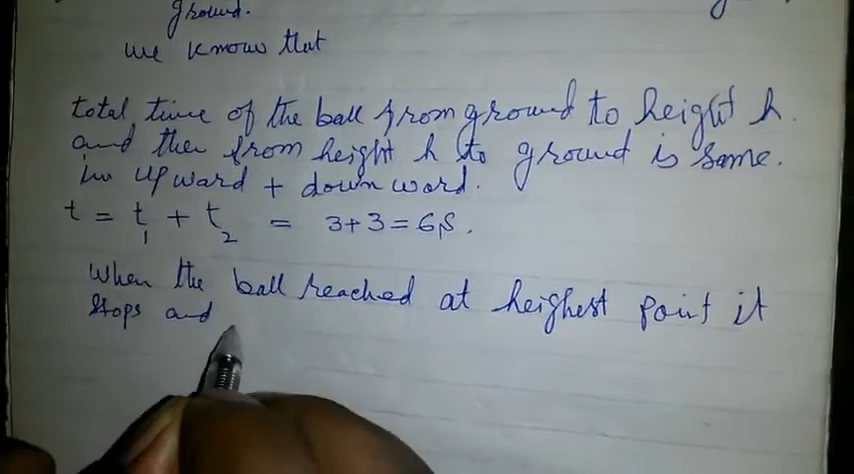 ground.
we know that
total time of the ball from ground to height h.
and then from height h to ground is same.
in upward + downword.
t = t1 + t2 = 3+3=6s.
when the ball reached at heighest point it
stops and